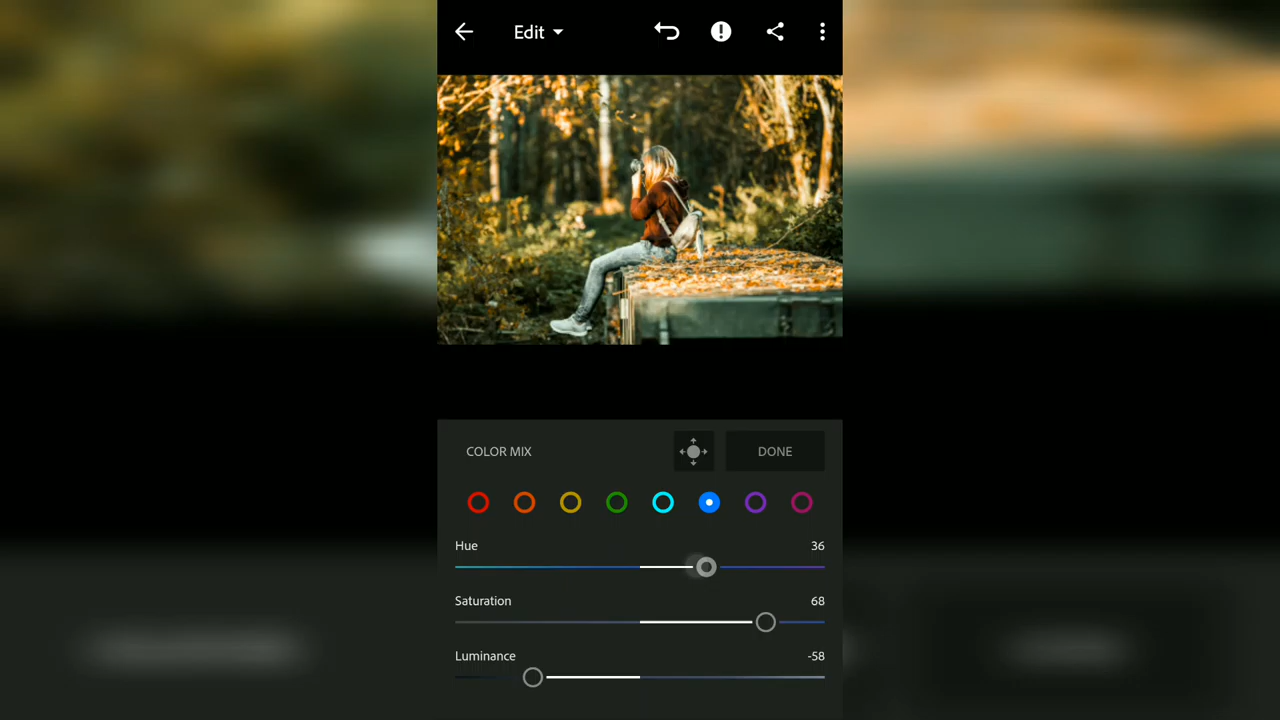 Edit
COLOR MIX
DONE
Hue 36
Saturation 68
Luminance -58